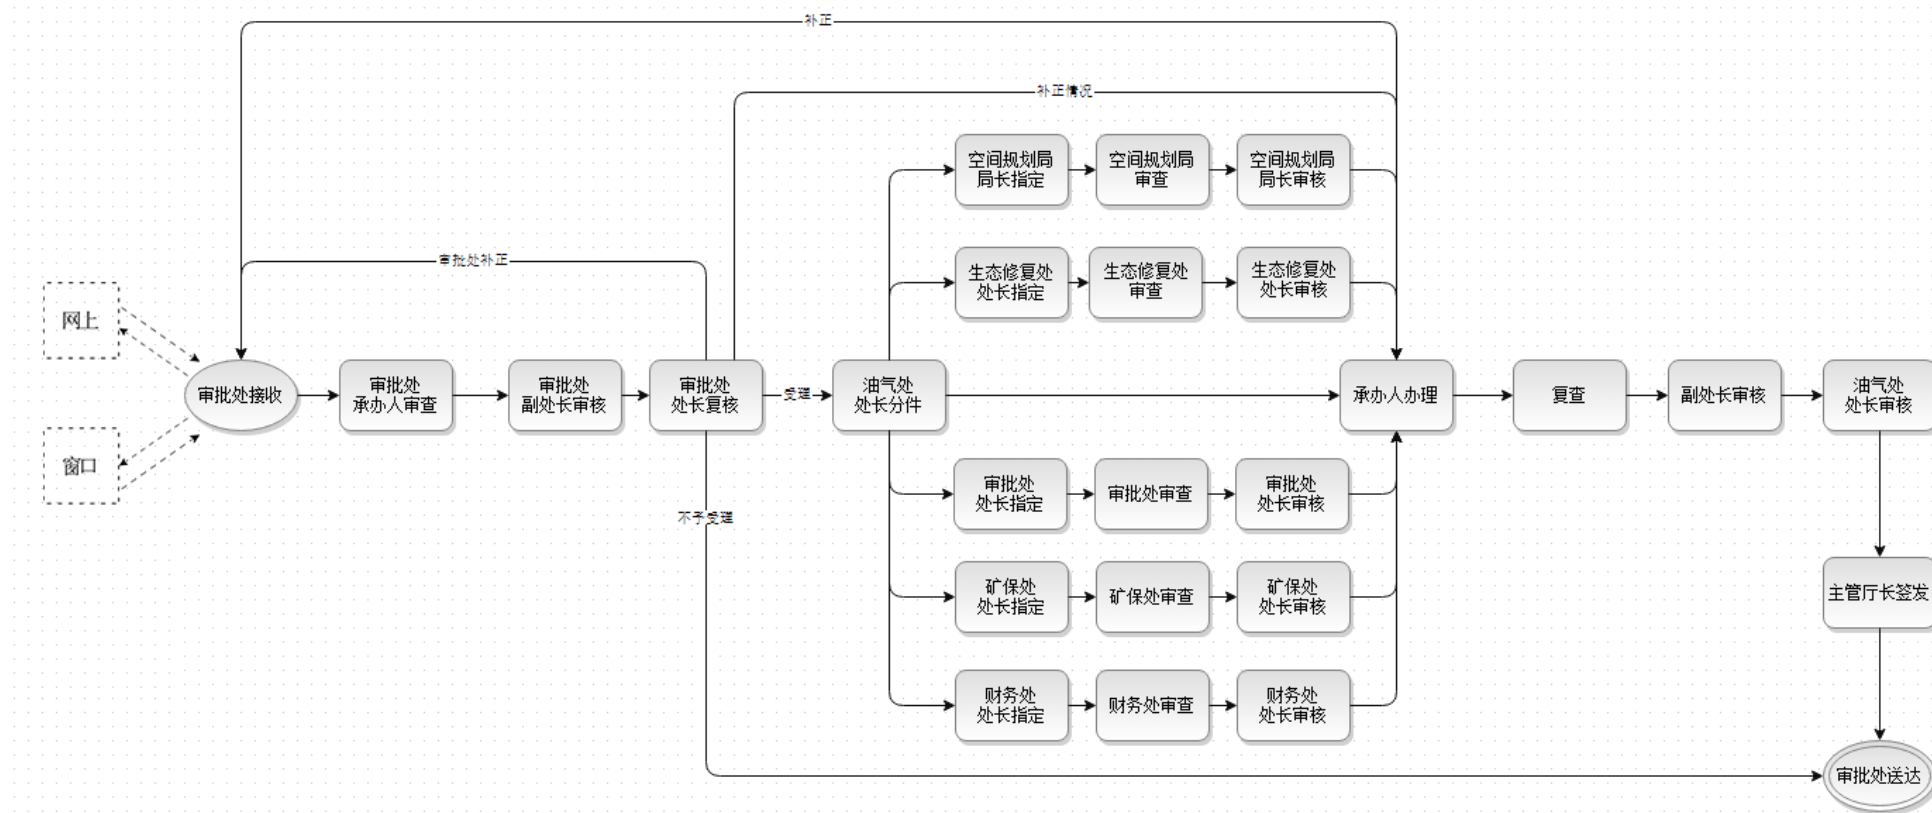 补正
补正情况
空间规划局
局长指定
空间规划局
审查
空间规划局
局长审核
审批处补正
生态修复处
处长指定
生态修复处
审查
生态修复处
处长审核
网上
审批处接收
审批处
承办人审查
审批处
副处长审核
审批处
处长复核
受理
油气处
处长分件
承办人办理
复查
副处长审核
油气处
处长审核
窗口
审批处
处长指定
审批处审查
审批处
处长审核
不予受理
矿保处
处长指定
矿保处审查
矿保处
处长审核
主管厅长签发
财务处
处长指定
财务处审查
财务处
处长审核
审批处送达